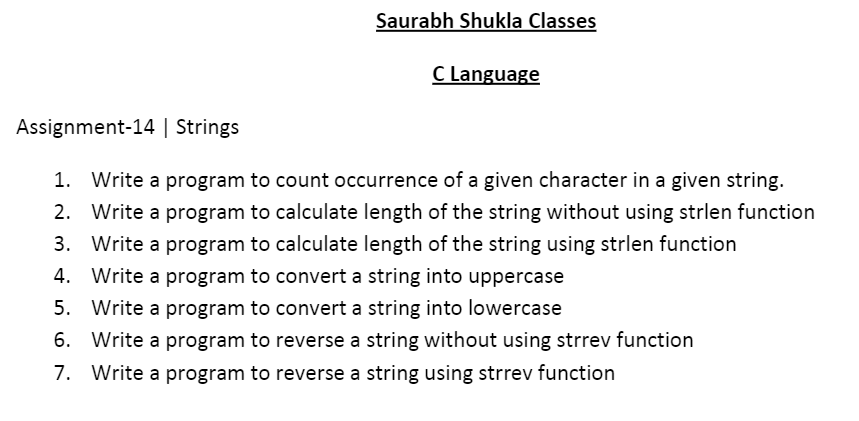 Saurabh Shukla Classes
C Language
Assignment-14 | Strings
1. Write a program to count occurrence of a given character in a given string.
2. Write a program to calculate length of the string without using strlen function
3. Write a program to calculate length of the string using strlen function
4. Write a program to convert a string into uppercase
5. Write a program to convert a string into lowercase
6. Write a program to reverse a string without using strrev function
7. Write a program to reverse a string using strrev function